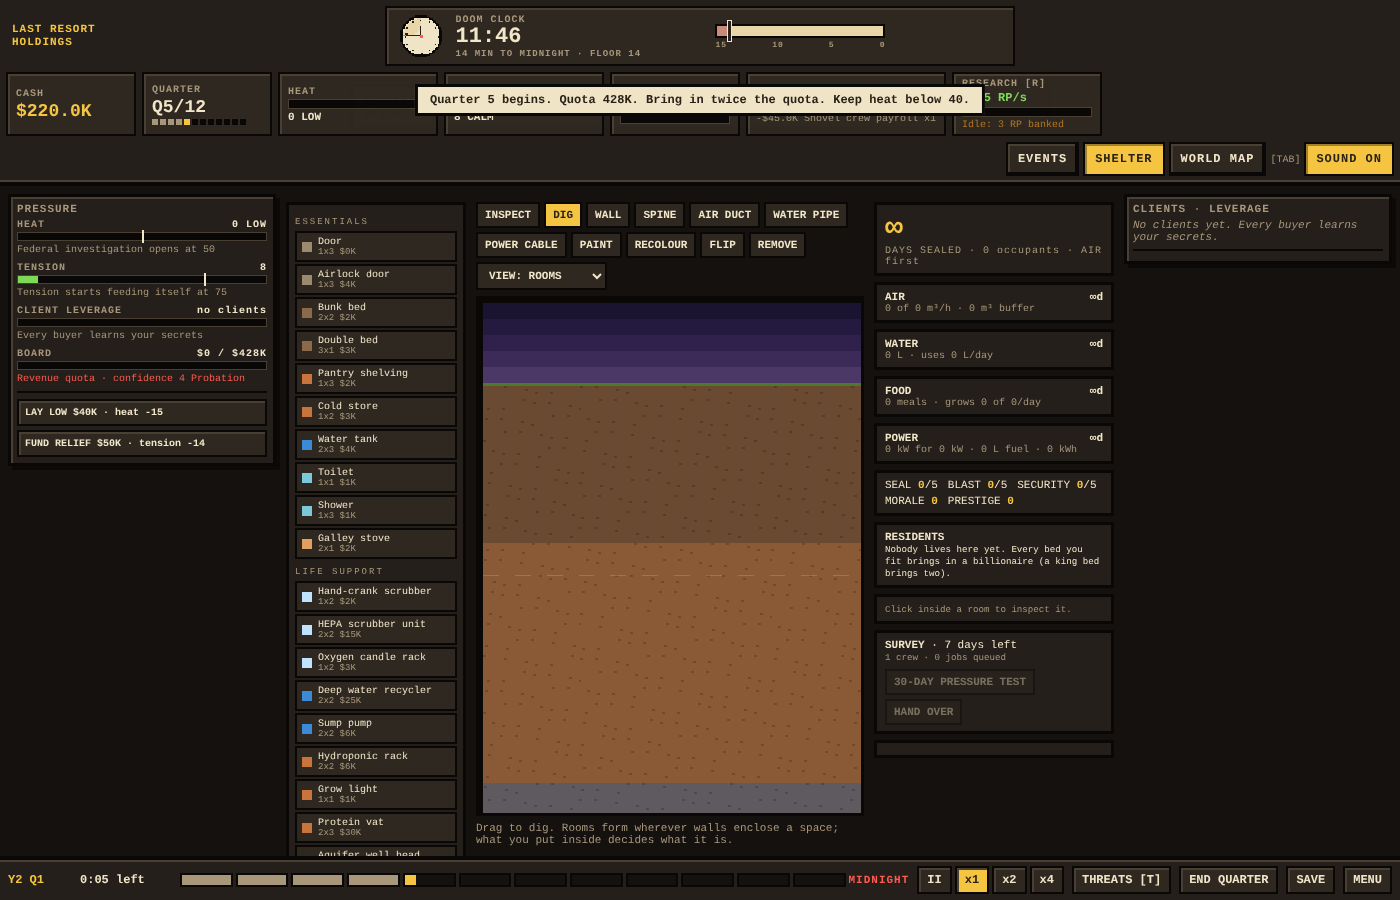 LAST RESORT
HOLDINGS
DOOM CLOCK
11:46
14 MIN TO MIDNIGHT · FLOOR 14
15 10 5 0
CASH
$220.0K
QUARTER
Q5/12
HEAT
0 LOW
8 CALM
Quarter 5 begins. Quota 428K. Bring in twice the quota. Keep heat below 40.
-$45.0K Shovel crew payroll x1
RESEARCH [R]
5 RP/s
Idle: 3 RP banked
EVENTS
SHELTER
WORLD MAP
[TAB]
SOUND ON
PRESSURE
HEAT 0 LOW
Federal investigation opens at 50
TENSION 8
Tension starts feeding itself at 75
CLIENT LEVERAGE no clients
Every buyer learns your secrets
BOARD $0 / $428K
Revenue quota · confidence 4 Probation
LAY LOW $40K · heat -15
FUND RELIEF $50K · tension -14
ESSENTIALS
Door
1x3 $0K
Airlock door
1x3 $4K
Bunk bed
2x2 $2K
Double bed
3x1 $3K
Pantry shelving
1x3 $2K
Cold store
1x2 $3K
Water tank
2x3 $4K
Toilet
1x1 $1K
Shower
1x3 $1K
Galley stove
2x1 $2K
LIFE SUPPORT
Hand-crank scrubber
1x2 $2K
HEPA scrubber unit
2x2 $15K
Oxygen candle rack
1x2 $3K
Deep water recycler
2x2 $25K
Sump pump
2x2 $6K
Hydroponic rack
2x2 $6K
Grow light
1x1 $1K
Protein vat
2x3 $30K
Aquifer well head
INSPECT
DIG
WALL
SPINE
AIR DUCT
WATER PIPE
POWER CABLE
PAINT
RECOLOUR
FLIP
REMOVE
VIEW: ROOMS
Drag to dig. Rooms form wherever walls enclose a space;
what you put inside decides what it is.
∞
DAYS SEALED · 0 occupants · AIR
first
AIR ∞d
0 of 0 m³/h · 0 m³ buffer
WATER ∞d
0 L · uses 0 L/day
FOOD ∞d
0 meals · grows 0 of 0/day
POWER ∞d
0 kW for 0 kW · 0 L fuel · 0 kWh
SEAL 0/5 BLAST 0/5 SECURITY 0/5
MORALE 0 PRESTIGE 0
RESIDENTS
Nobody lives here yet. Every bed you
fit brings in a billionaire (a king bed
brings two).
Click inside a room to inspect it.
SURVEY · 7 days left
1 crew · 0 jobs queued
30-DAY PRESSURE TEST
HAND OVER
CLIENTS · LEVERAGE
No clients yet. Every buyer learns
your secrets.
Y2 Q1
0:05 left
MIDNIGHT
II
x1
x2
x4
THREATS [T]
END QUARTER
SAVE
MENU